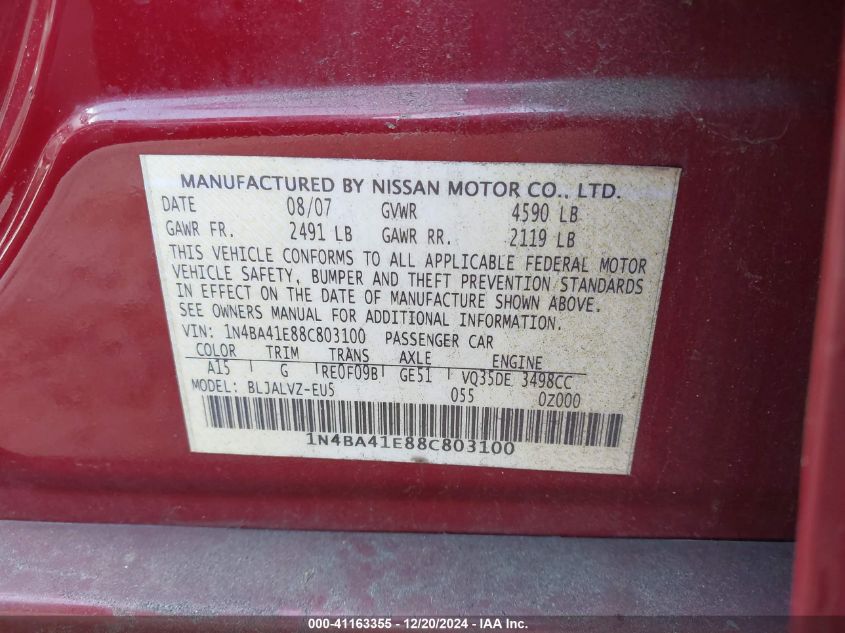 MANUFACTURED BY NISSAN MOTOR CO., LTD.
DATE 08/07 GVWR 4590 LB
GAWR FR. 2491 LB GAWR RR. 2119 LB
THIS VEHICLE CONFORMS TO ALL APPLICABLE FEDERAL MOTOR
VEHICLE SAFETY, BUMPER AND THEFT PREVENTION STANDARDS
IN EFFECT ON THE DATE OF MANUFACTURE SHOWN ABOVE.
SEE OWNERS MANUAL FOR ADDITIONAL INFORMATION.
VIN: 1N4BA41E88C803100 PASSENGER CAR
COLOR TRIM TRANS AXLE ENGINE
A15 G RE0F09B GE51 VQ35DE 3498CC
MODEL: BLJALVZ-EU5 055 0Z000
1N4BA41E88C803100
000-41163355 - 12/20/2024 - IAAI Inc.